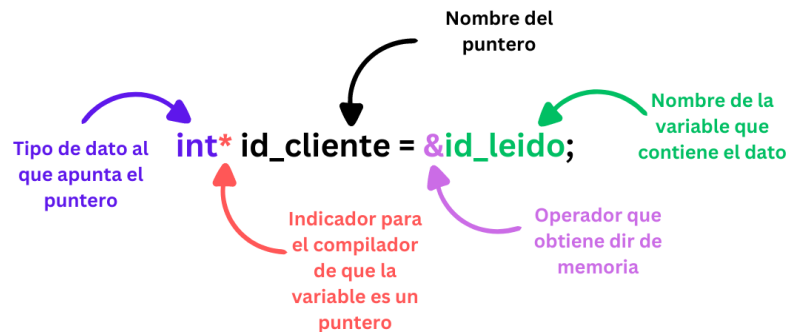 Nombre del
puntero
Nombre de la
variable que
contiene el dato
Tipo de dato al
que apunta el
puntero
int* id_cliente = &id_leido;
Indicador para
el compilador
de que la
variable es un
puntero
Operador que
obtiene dir de
memoria